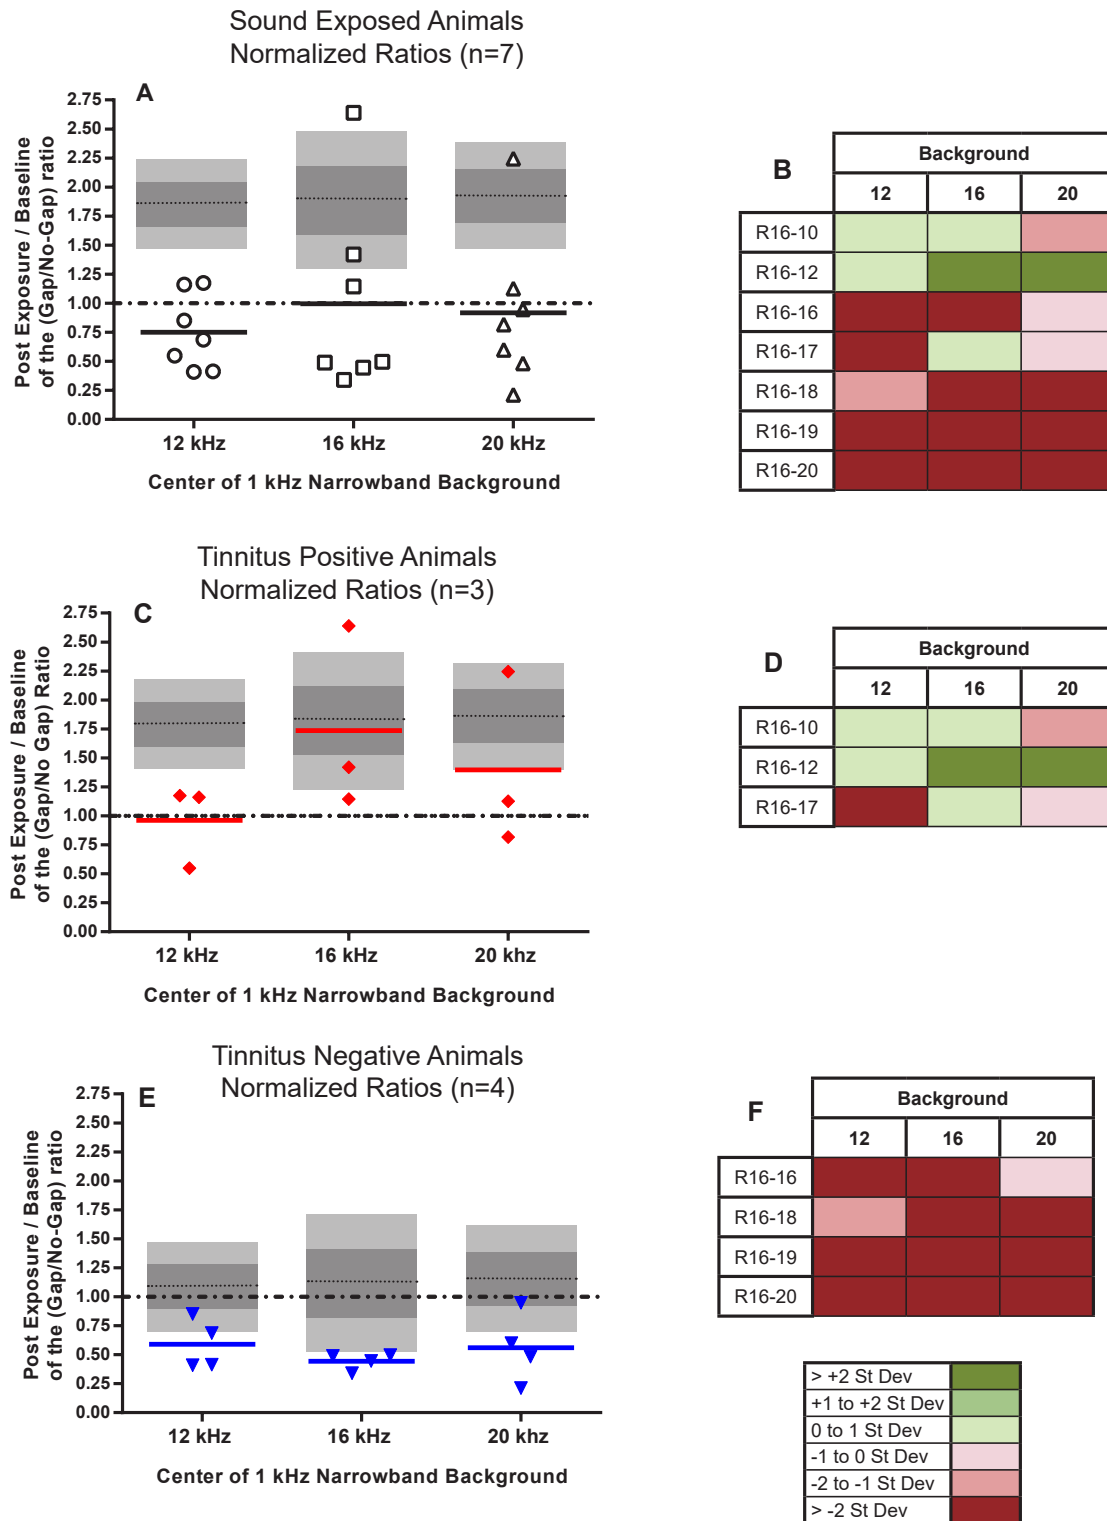 Sound Exposed Animals
Normalized Ratios (n=7)
A
Post Exposure / Baseline
of the (Gap/No-Gap) ratio
2.75
2.50
2.25
2.00
1.75
1.50
1.25
1.00
0.75
0.50
0.25
0.00
12 kHz 16 kHz 20 kHz
Center of 1 kHz Narrowband Background
B
Background
12 16 20
R16-10
R16-12
R16-16
R16-17
R16-18
R16-19
R16-20
Tinnitus Positive Animals
Normalized Ratios (n=3)
C
Post Exposure / Baseline
of the (Gap/No Gap) Ratio
2.75
2.50
2.25
2.00
1.75
1.50
1.25
1.00
0.75
0.50
0.25
0.00
12 kHz 16 kHz 20 khz
Center of 1 kHz Narrowband Background
D
Background
12 16 20
R16-10
R16-12
R16-17
Tinnitus Negative Animals
Normalized Ratios (n=4)
E
Post Exposure / Baseline
of the (Gap/No-Gap) ratio
2.75
2.50
2.25
2.00
1.75
1.50
1.25
1.00
0.75
0.50
0.25
0.00
12 kHz 16 kHz 20 khz
Center of 1 kHz Narrowband Background
F
Background
12 16 20
R16-16
R16-18
R16-19
R16-20
> +2 St Dev
+1 to +2 St Dev
0 to 1 St Dev
-1 to 0 St Dev
-2 to -1 St Dev
> -2 St Dev